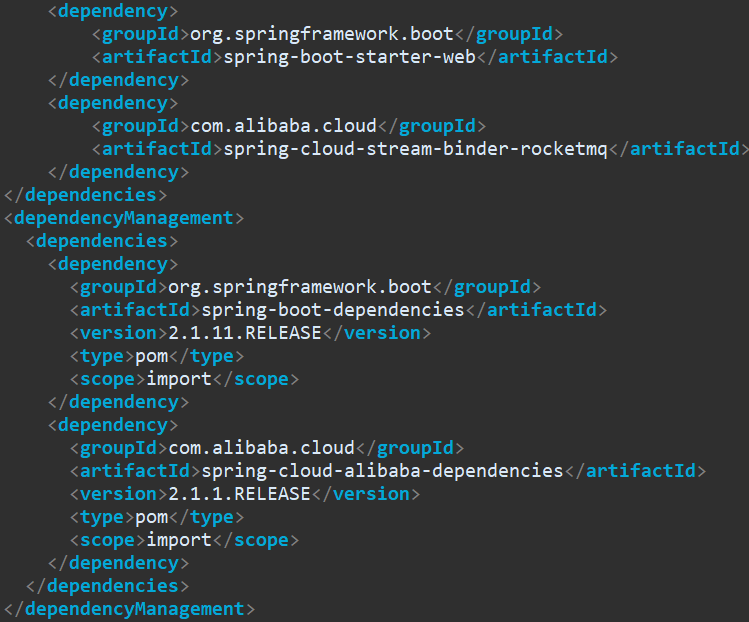 <dependency>
<groupId>org.springframework.boot</groupId>
<artifactId>spring-boot-starter-web</artifactId>
</dependency>
<dependency>
<groupId>com.alibaba.cloud</groupId>
<artifactId>spring-cloud-stream-binder-rocketmq</artifactId>
</dependency>
</dependencies>
<dependencyManagement>
<dependencies>
<dependency>
<groupId>org.springframework.boot</groupId>
<artifactId>spring-boot-dependencies</artifactId>
<version>2.1.11.RELEASE</version>
<type>pom</type>
<scope>import</scope>
</dependency>
<dependency>
<groupId>com.alibaba.cloud</groupId>
<artifactId>spring-cloud-alibaba-dependencies</artifactId>
<version>2.1.1.RELEASE</version>
<type>pom</type>
<scope>import</scope>
</dependency>
</dependencies>
</dependencyManagement>